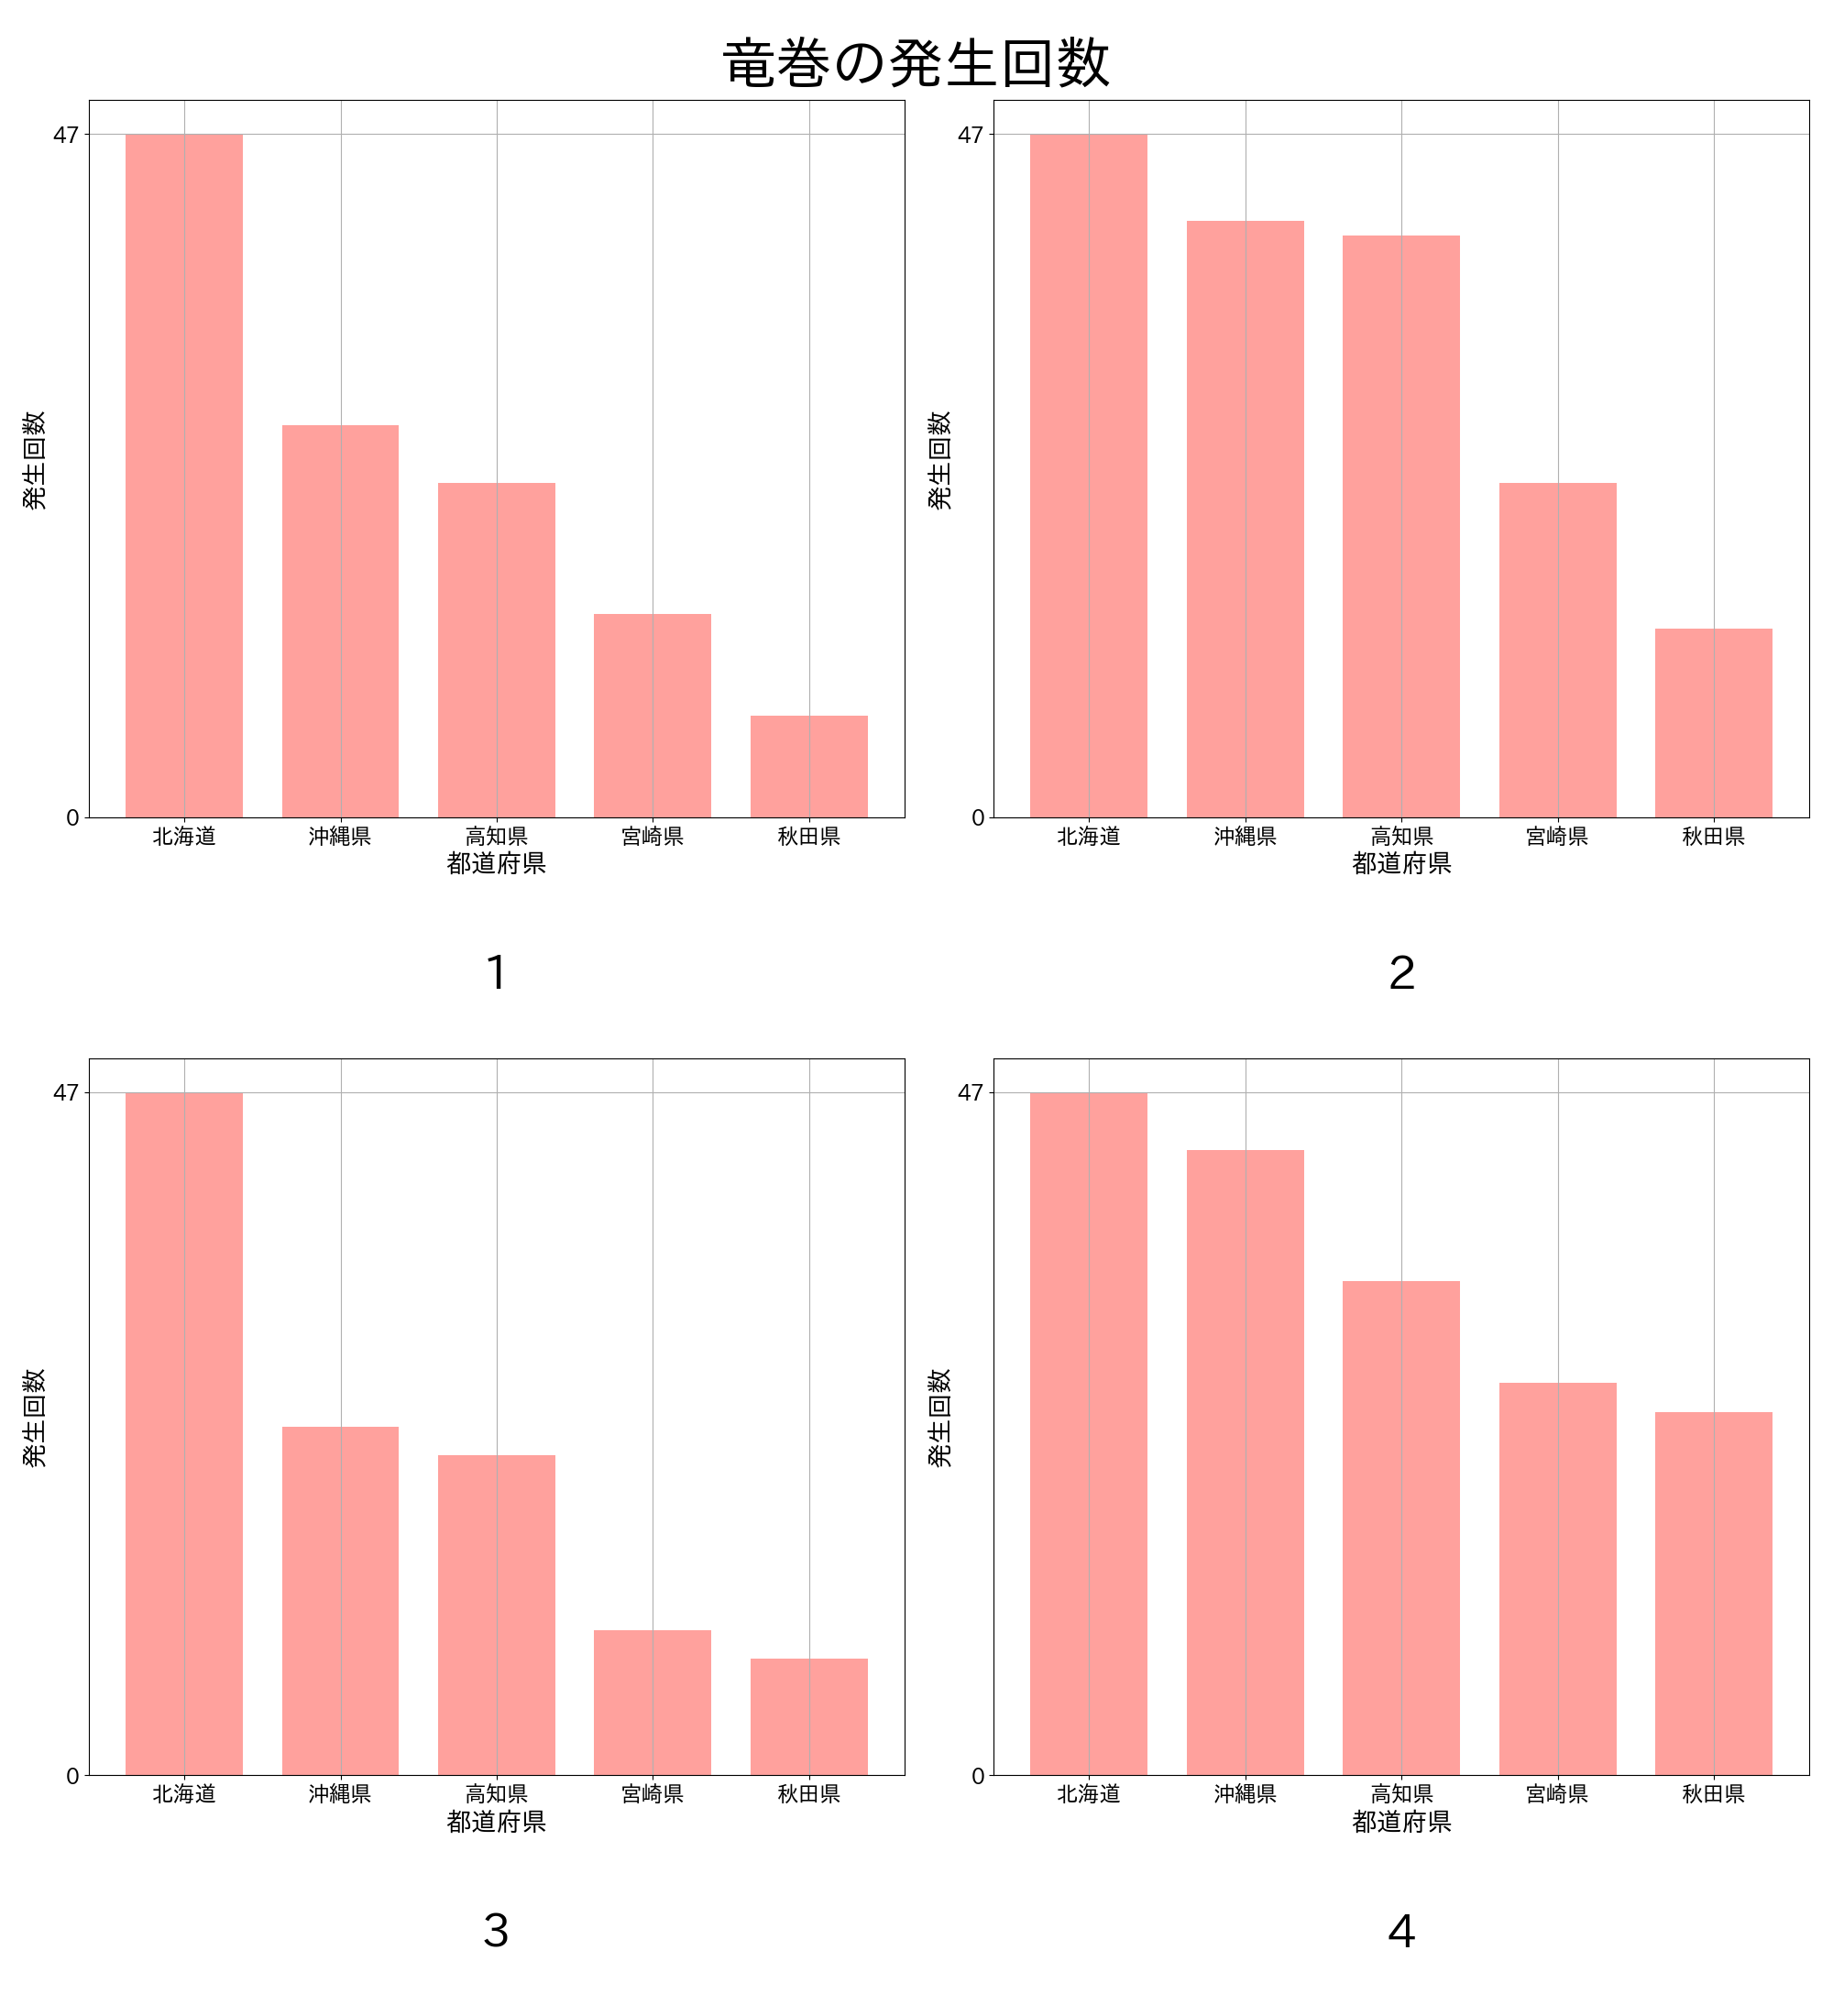 竜巻の発生回数
47
0
発生回数
北海道 沖縄県 高知県 宮崎県 秋田県
都道府県
1
47
0
発生回数
北海道 沖縄県 高知県 宮崎県 秋田県
都道府県
2
47
0
発生回数
北海道 沖縄県 高知県 宮崎県 秋田県
都道府県
3
47
0
発生回数
北海道 沖縄県 高知県 宮崎県 秋田県
都道府県
4